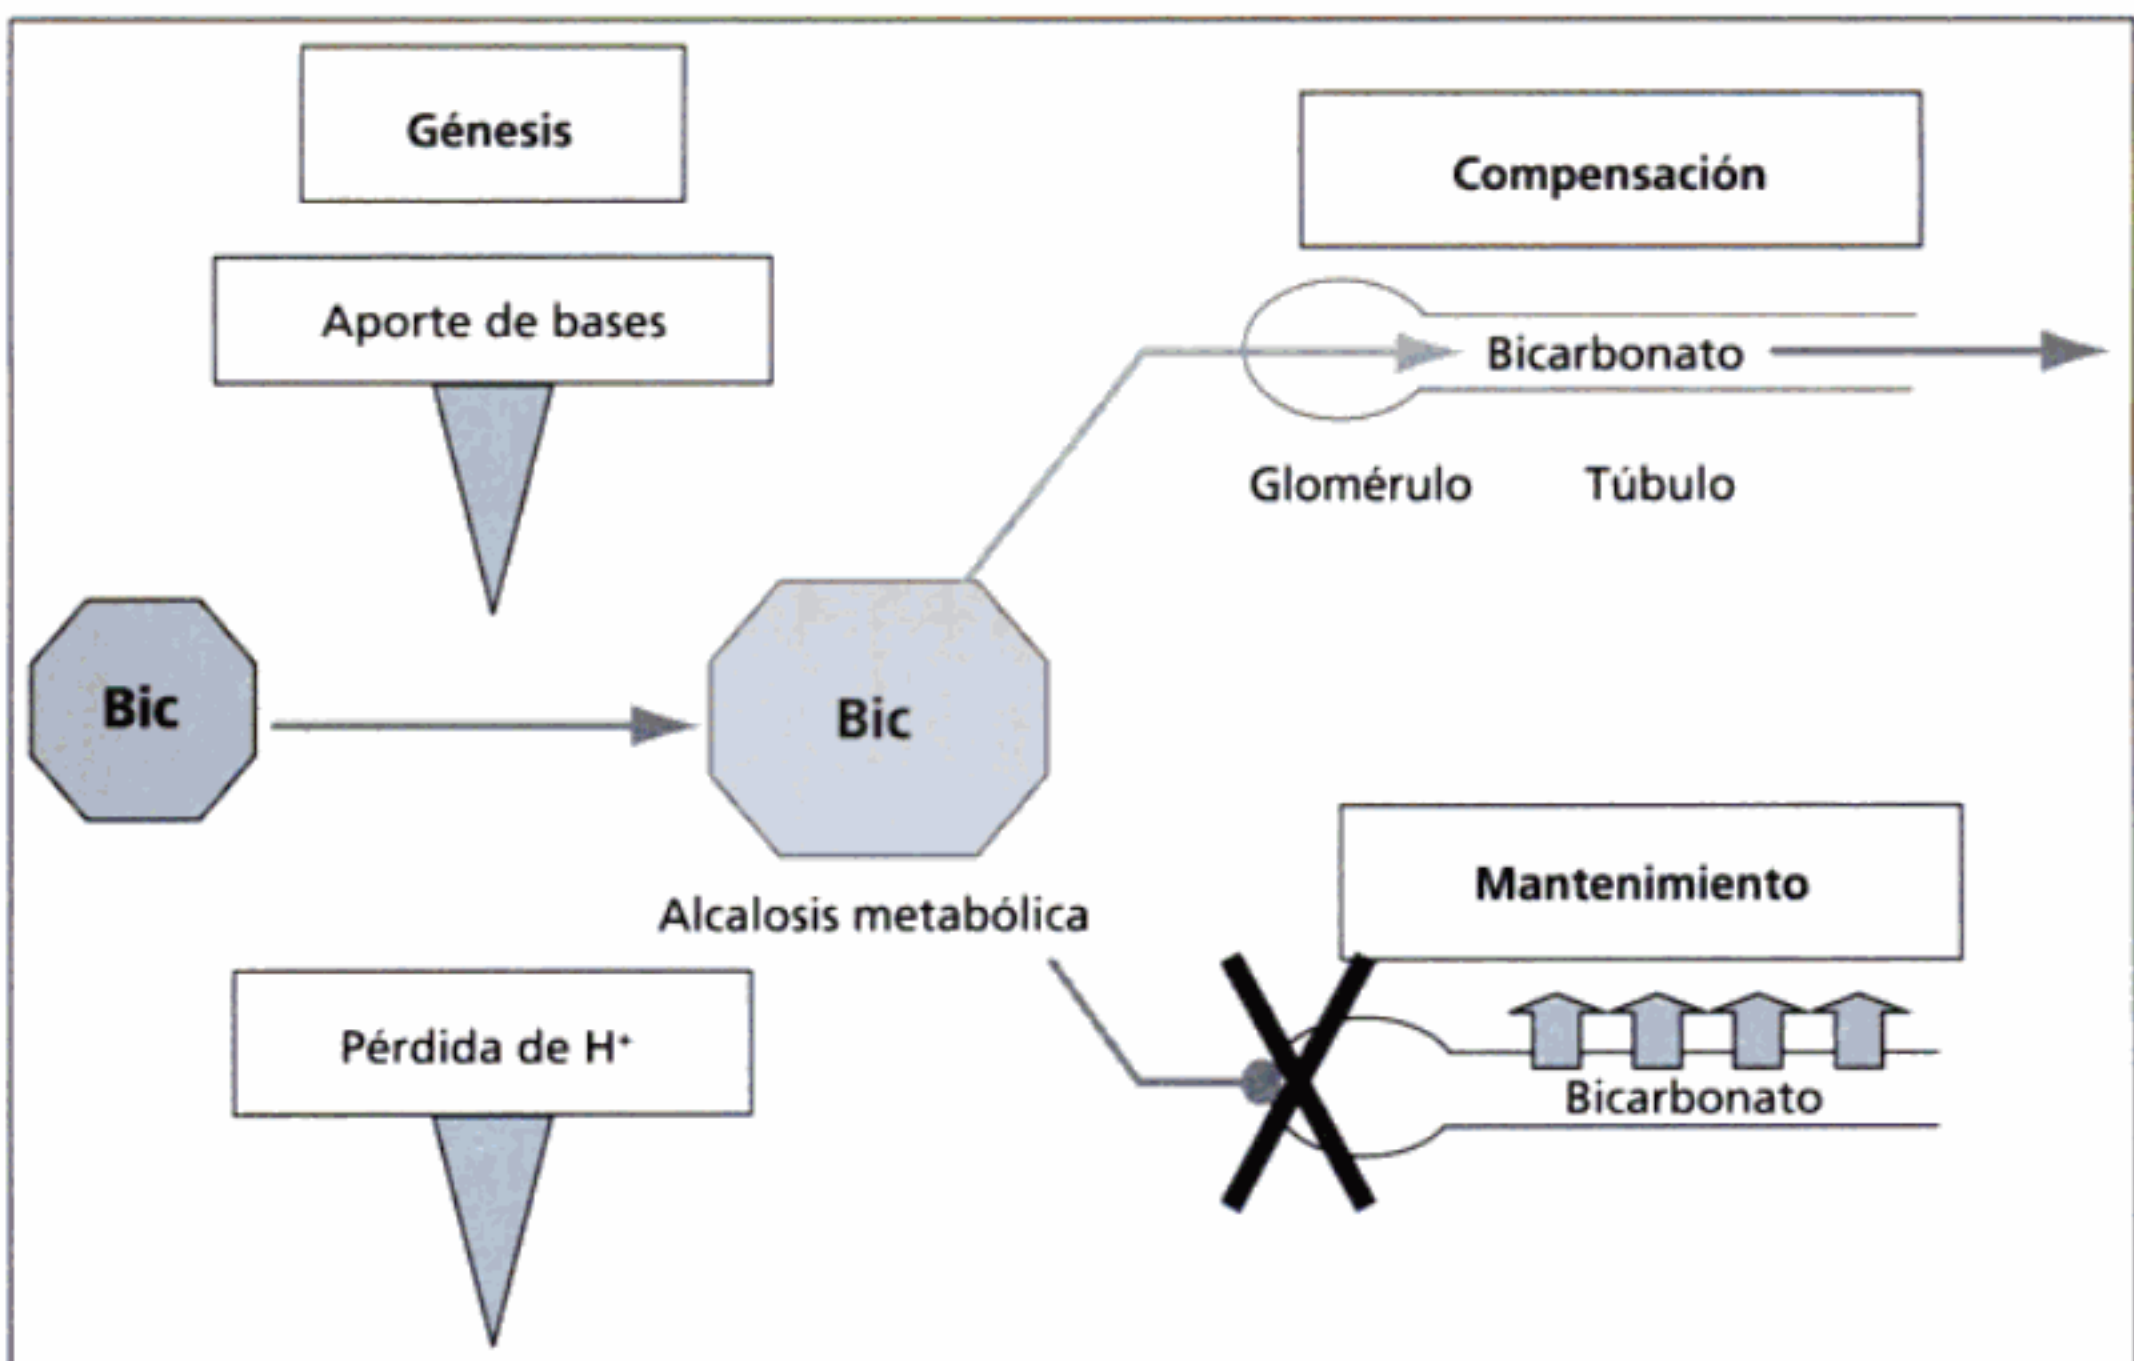 Génesis
Compensación
Aporte de bases
Bicarbonato
Glomérulo
Túbulo
Bic
Bic
Alcalosis metabólica
Mantenimiento
Pérdida de H⁺
Bicarbonato